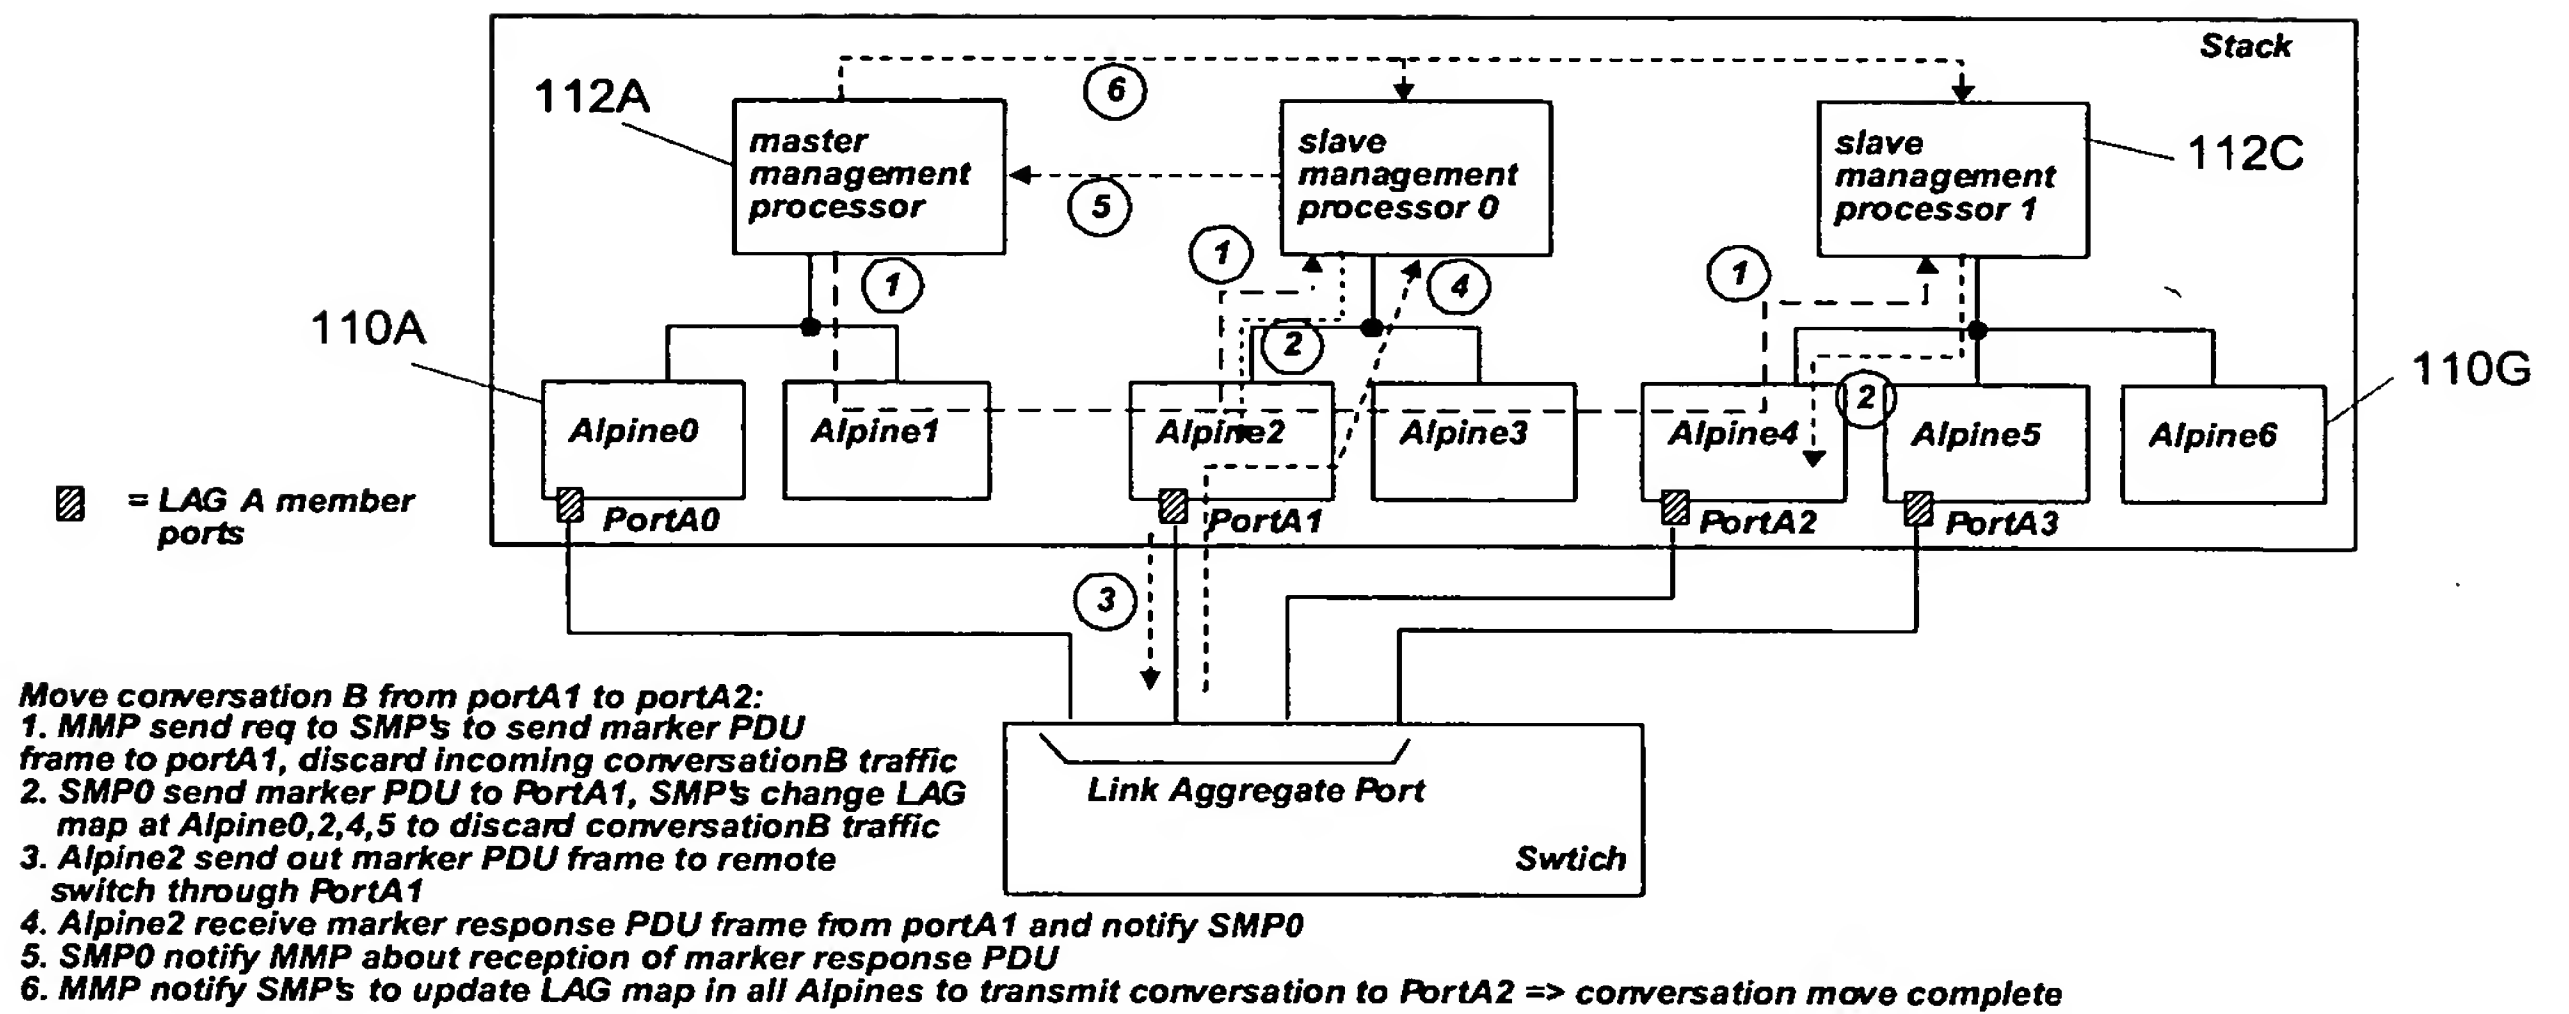 Stack
112A
6
master
management
processor
slave
management
processor 0
slave
management
processor 1
112C
5
1
1
4
1
110A
2
2
110G
Alpine0
Alpine1
Alpine2
Alpine3
Alpine4
Alpine5
Alpine6
= LAG A member
ports
PortA0
PortA1
PortA2
PortA3
3
Link Aggregate Port
Swtich
Move conversation B from portA1 to portA2:
1. MMP send req to SMP's to send marker PDU
frame to portA1, discard incoming conversationB traffic
2. SMP0 send marker PDU to PortA1, SMP's change LAG
map at Alpine0,2,4,5 to discard conversationB traffic
3. Alpine2 send out marker PDU frame to remote
switch through PortA1
4. Alpine2 receive marker response PDU frame from portA1 and notify SMP0
5. SMP0 notify MMP about reception of marker response PDU
6. MMP notify SMP's to update LAG map in all Alpines to transmit conversation to PortA2 => conversation move complete